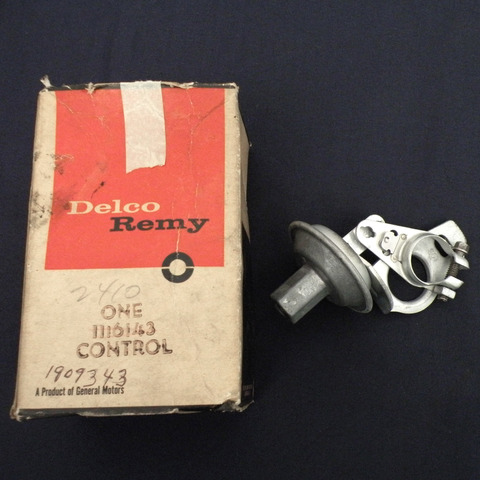 Delco
Remy
2410
ONE
1116143
CONTROL
1909343
A Product of General Motors